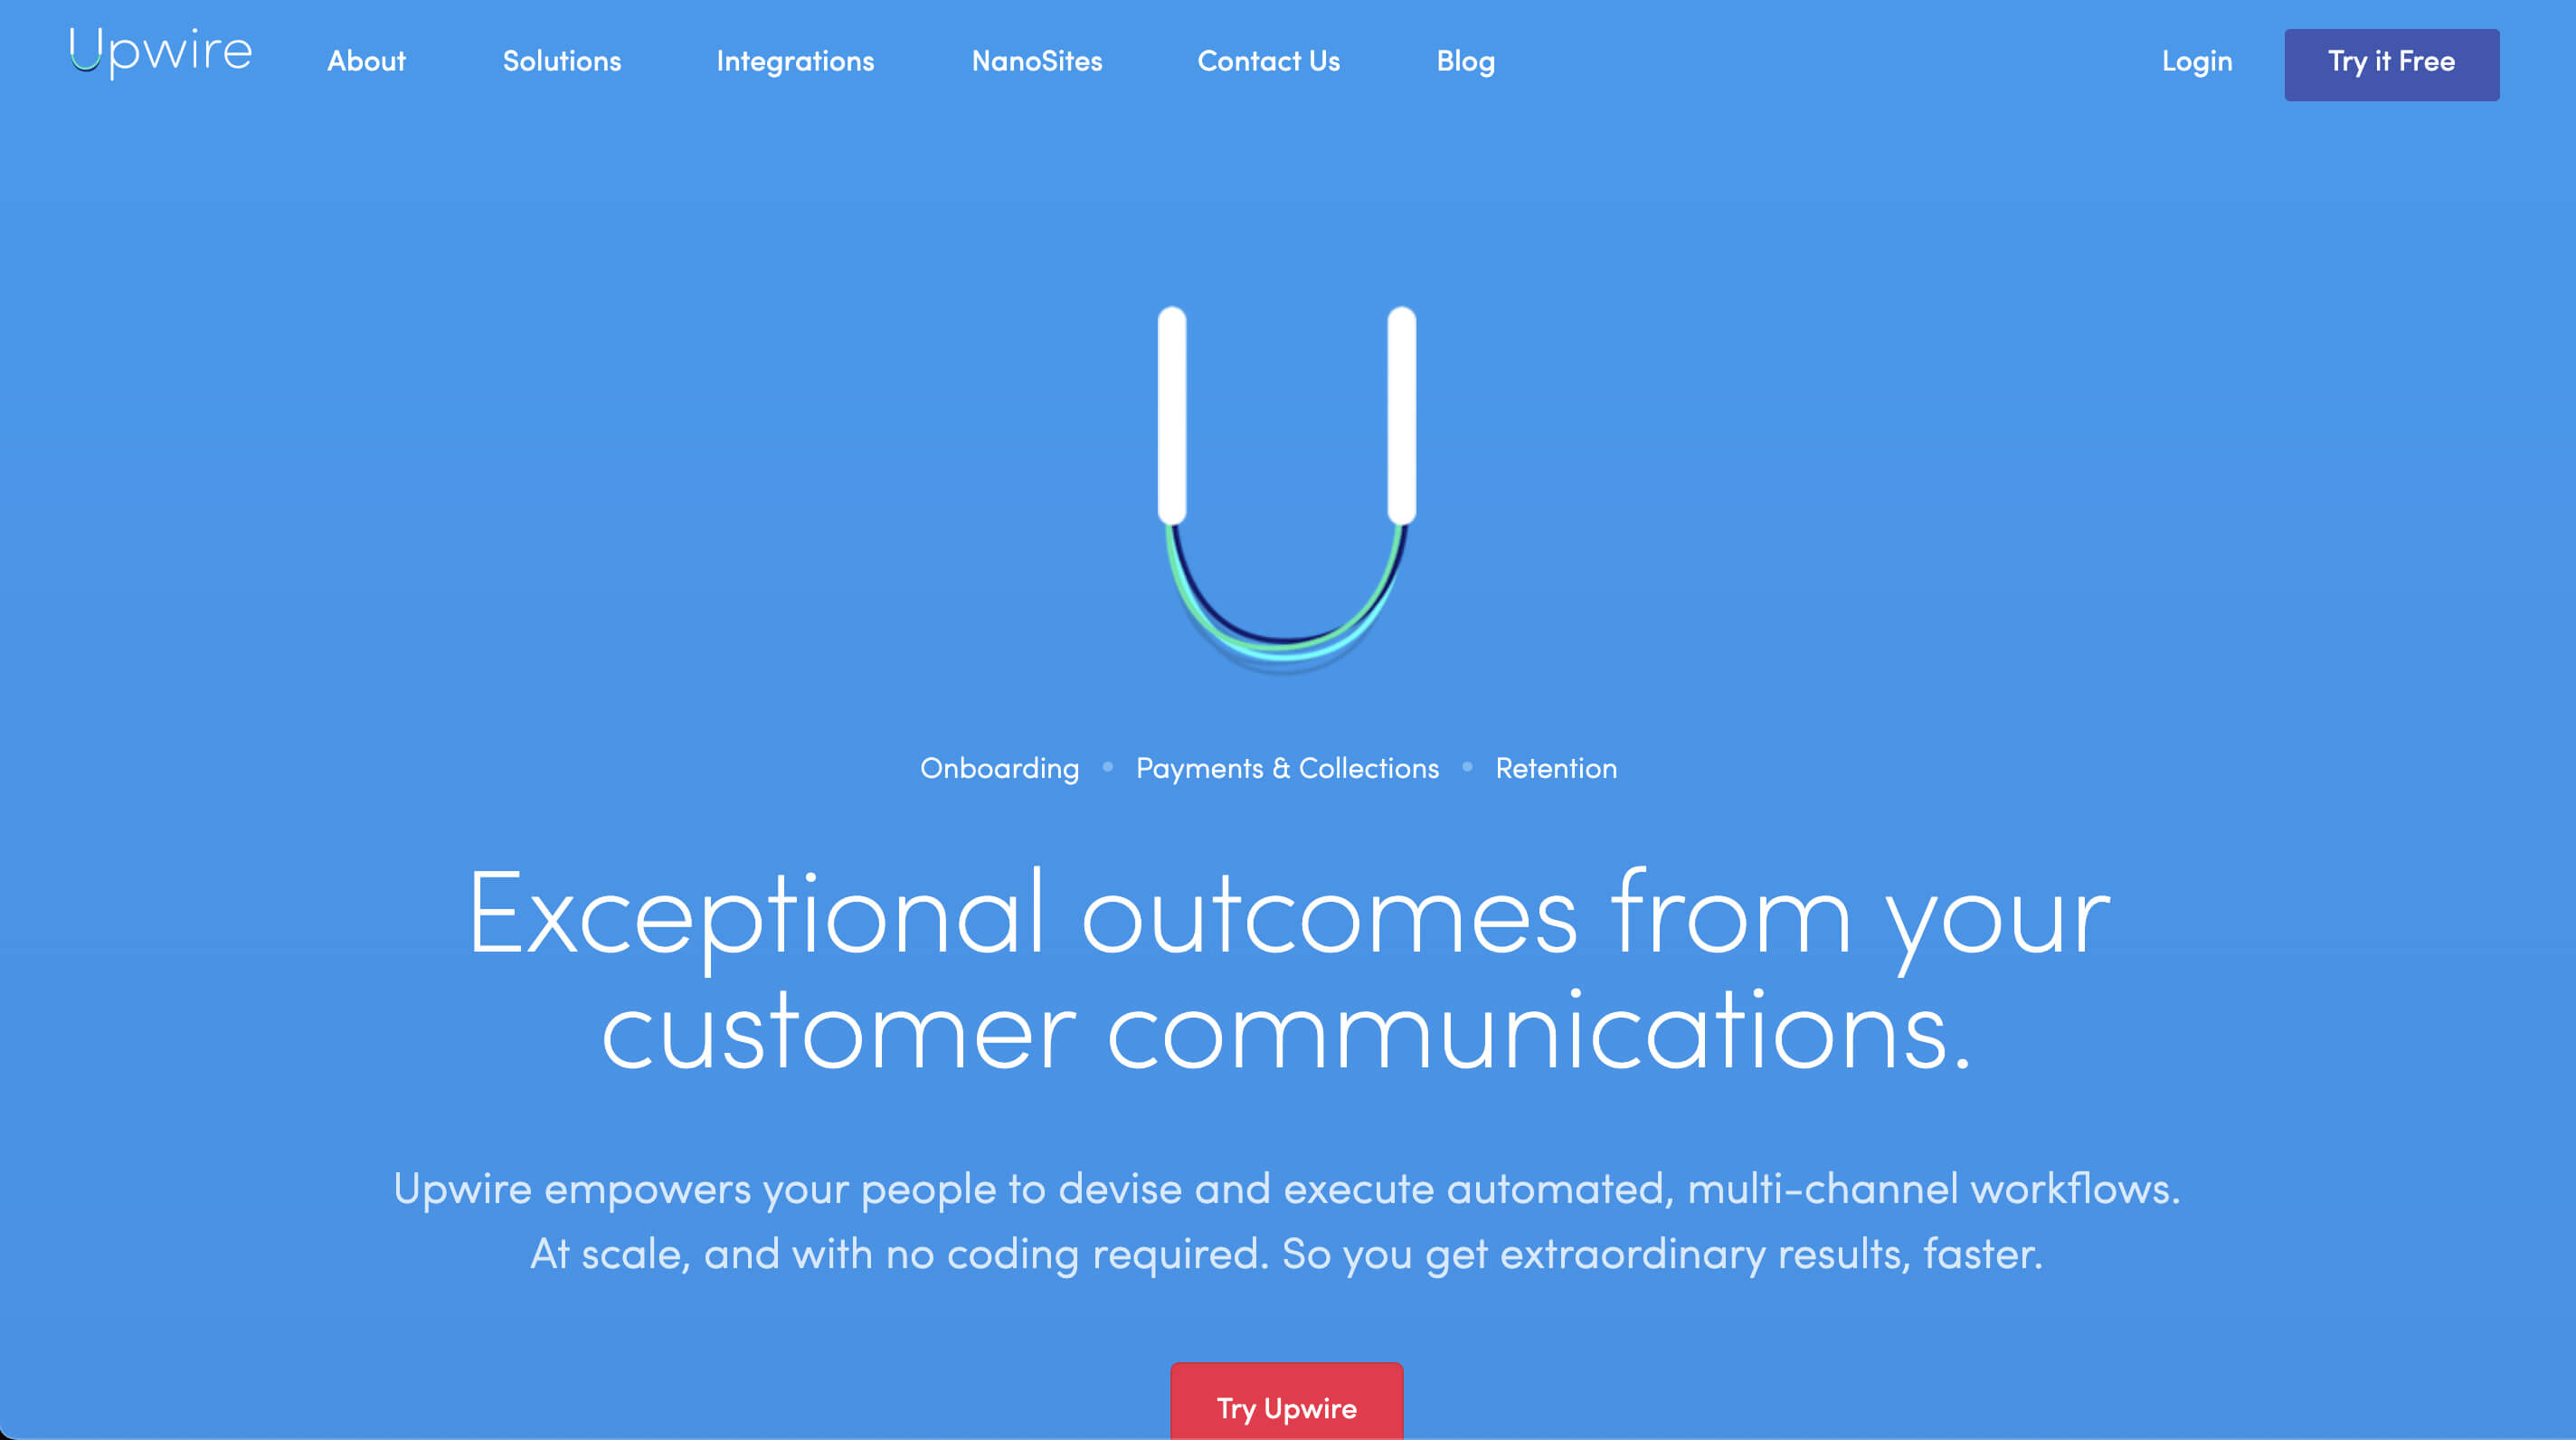 Upwire About Solutions Integrations NanoSites Contact Us Blog Login Try it Free
Onboarding • Payments & Collections • Retention
Exceptional outcomes from your
customer communications.
Upwire empowers your people to devise and execute automated, multi-channel workflows.
At scale, and with no coding required. So you get extraordinary results, faster.
Try Upwire